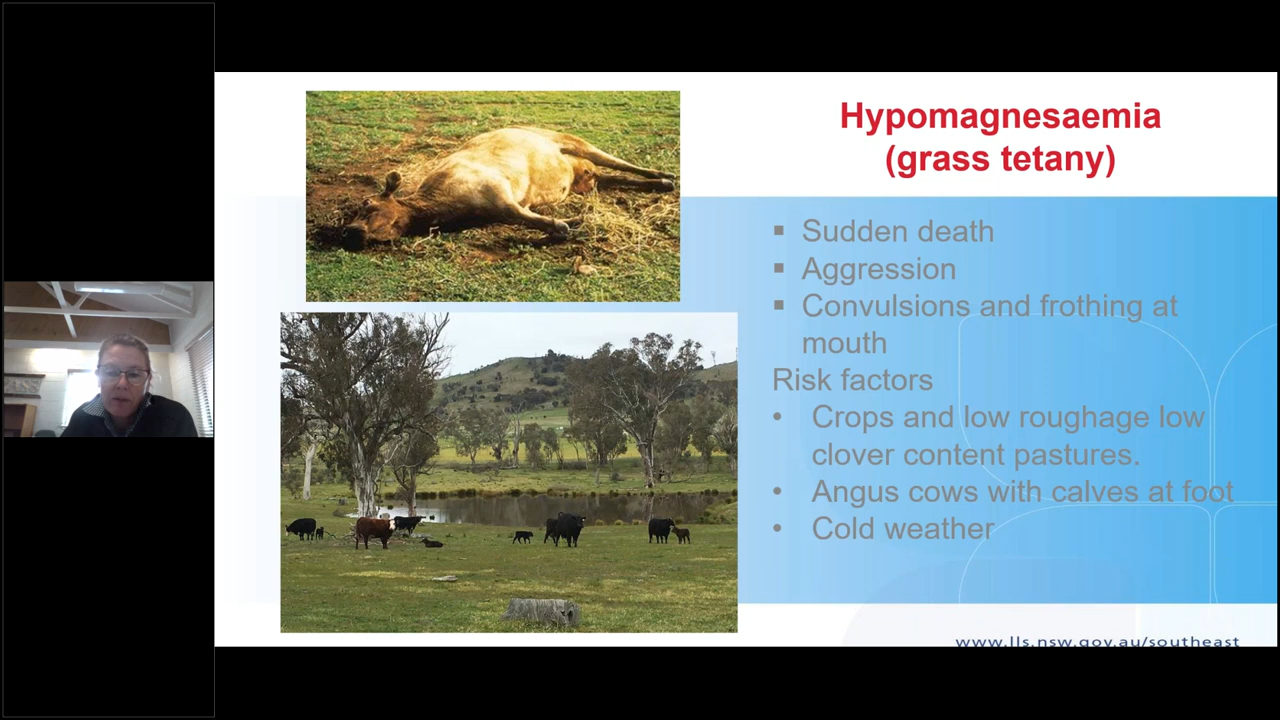 Hypomagnesaemia
(grass tetany)
▪ Sudden death
▪ Aggression
▪ Convulsions and frothing at
mouth
Risk factors
• Crops and low roughage low
clover content pastures.
• Angus cows with calves at foot
• Cold weather
www.lls.nsw.gov.au/southeast